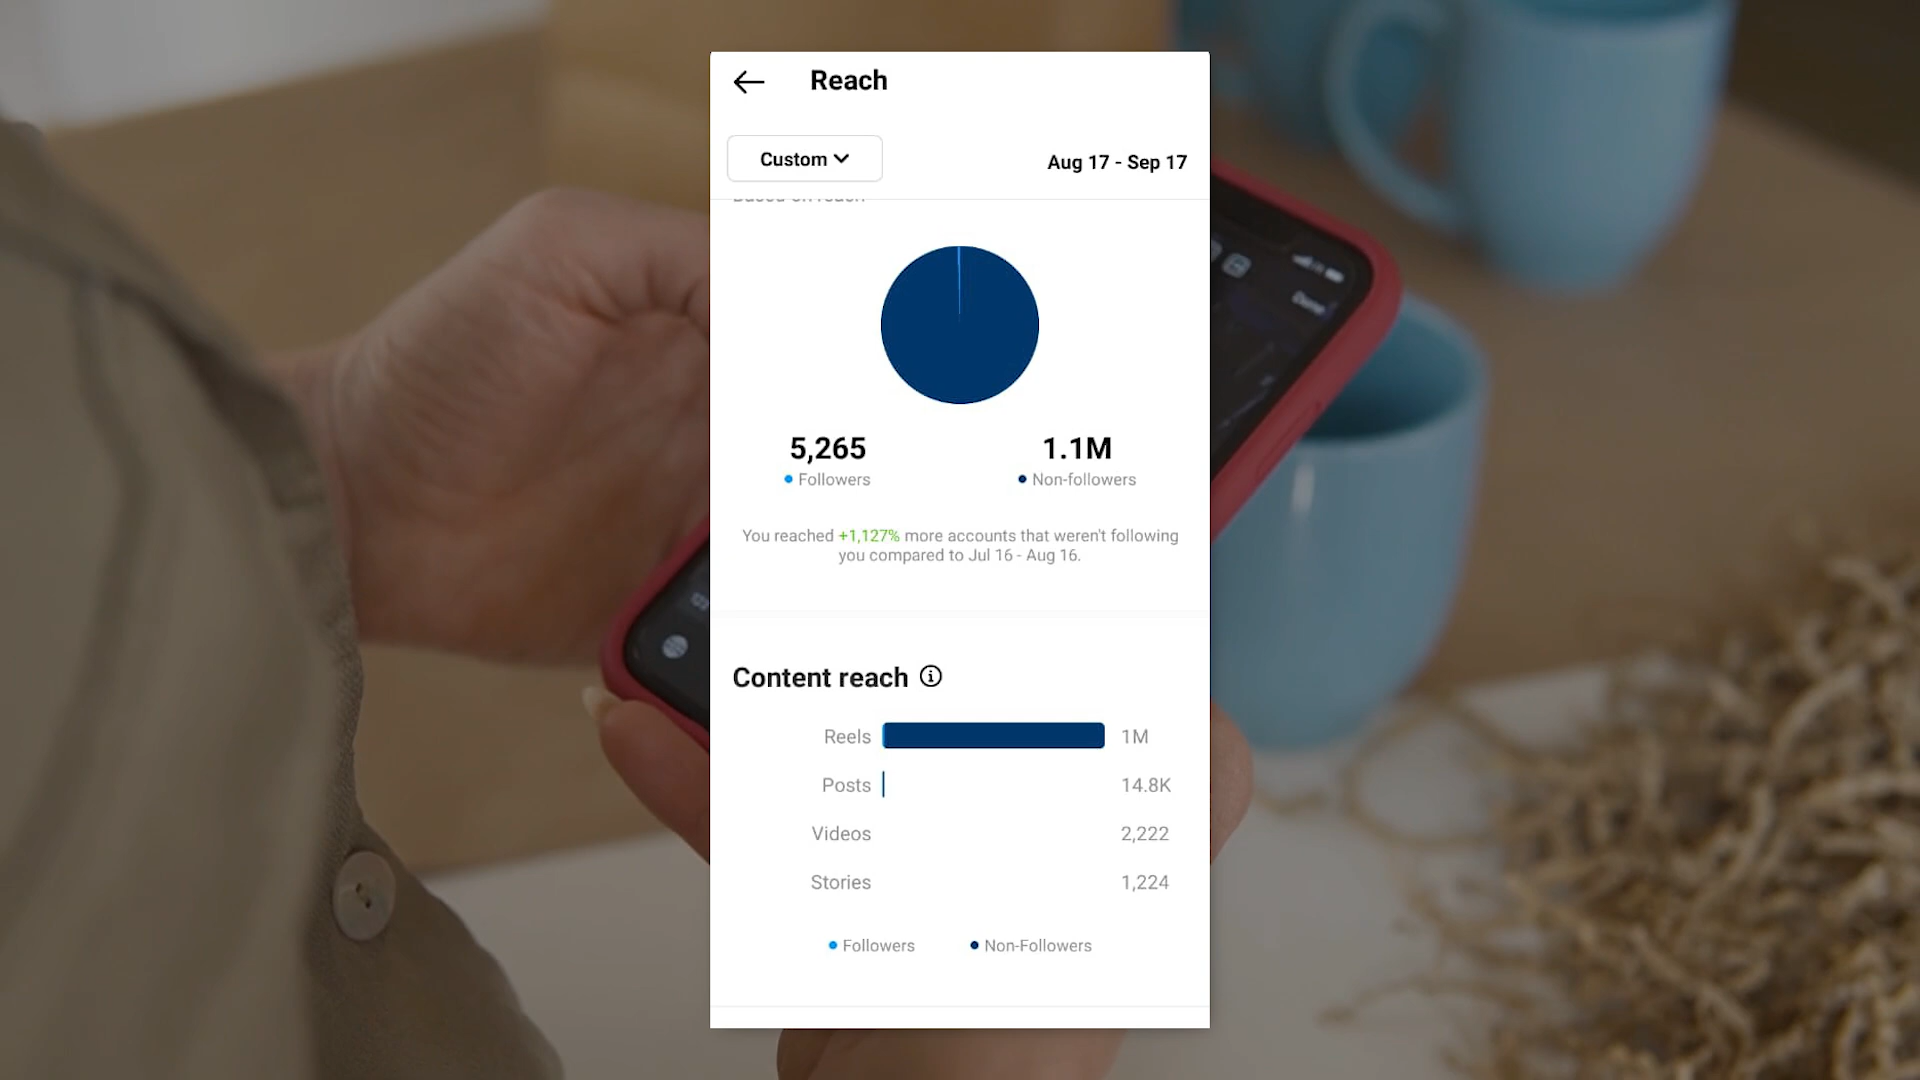 Reach
Custom
Aug 17 - Sep 17
5,265
1.1M
Followers
Non-followers
You reached +1,127% more accounts that weren't following
you compared to Jul 16 - Aug 16.
Content reach
Reels 1M
Posts 14.8K
Videos 2,222
Stories 1,224
Followers
Non-Followers
Done
123